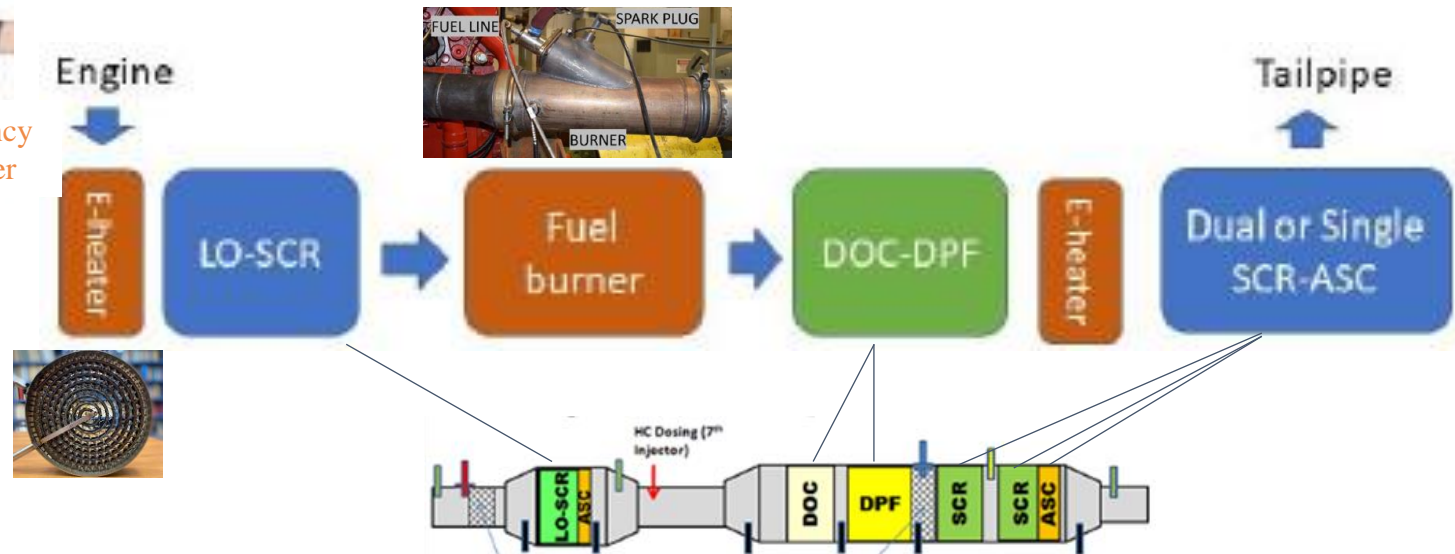 FUEL LINE
SPARK PLUG
BURNER
Engine
Tailpipe
E-heater
LO-SCR
Fuel
burner
DOC-DPF
E-heater
Dual or Single
SCR-ASC
HC Dosing (7th
Injector)
LO-SCR
ASC
DOC
DPF
SCR
SCR
ASC